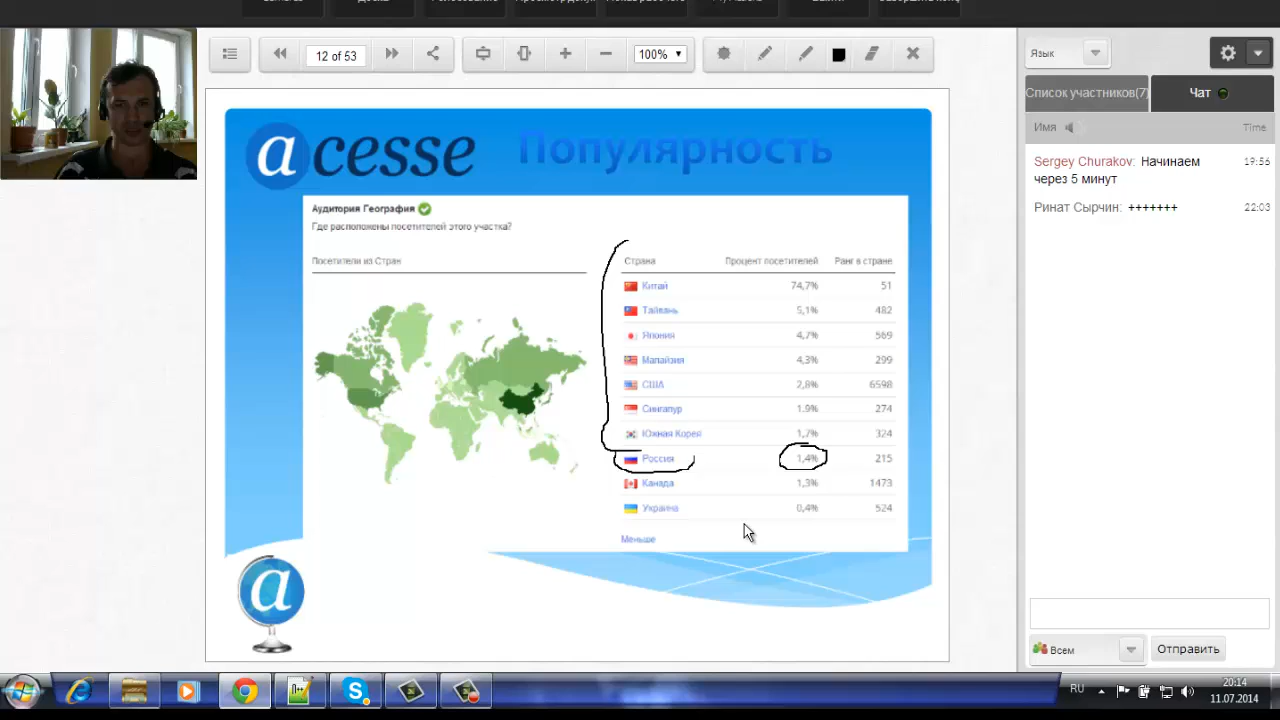 12 of 53
100%
Язык
Список участников(7)
Чат
Имя
Time
Sergey Churakov: Начинаем 19:56
через 5 минут
Ринат Сырчин: +++++++ 22:03
acesse Популярность
Аудитория География
Где расположены посетителей этого участка?
Посетители из Стран
Страна Процент посетителей Ранг в стране
Китай 74,7% 51
Тайвань 5,1% 482
Япония 4,7% 569
Малайзия 4,3% 299
США 2,8% 6598
Сингапур 1.9% 274
Южная Корея 1,7% 324
Россия 1,4% 215
Канада 1,3% 1473
Украина 0,4% 524
Меньше
a
Всем
Отправить
RU
20:14
11.07.2014